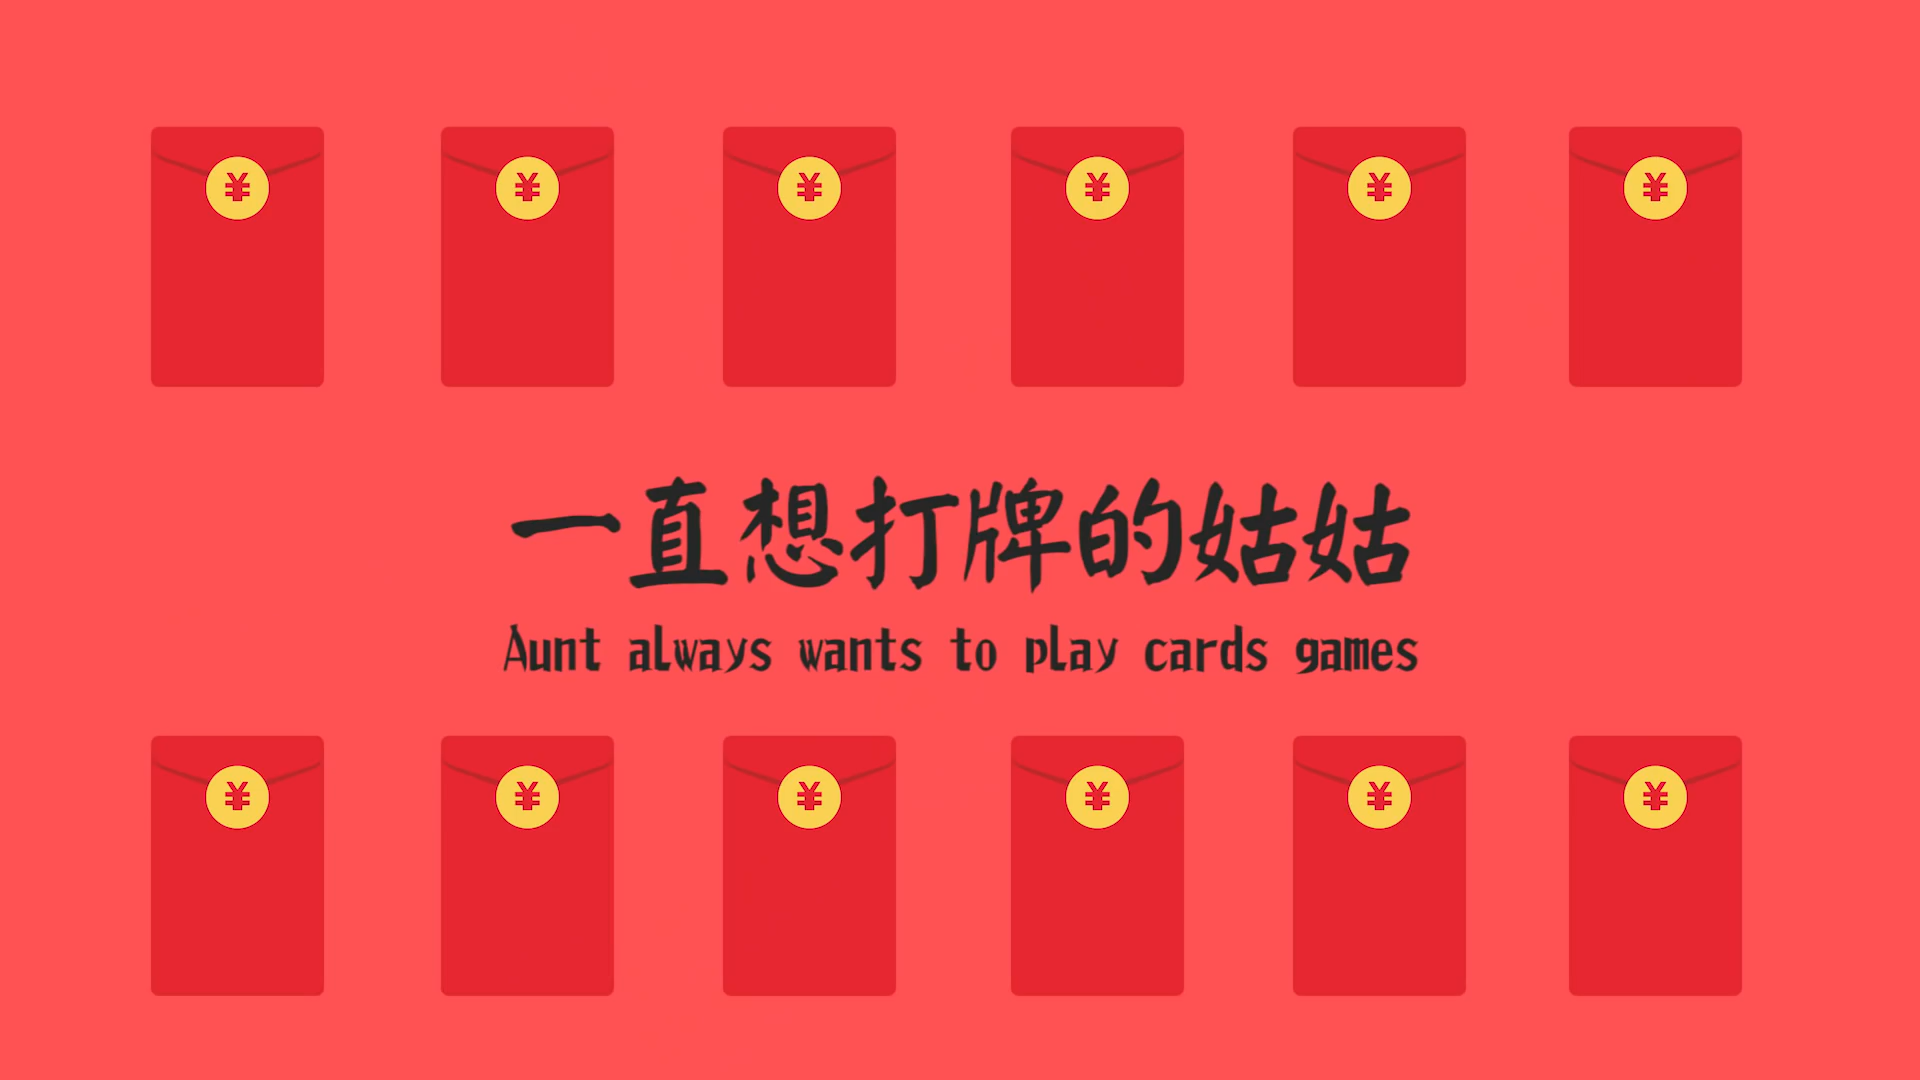 ¥ ¥ ¥ ¥ ¥ ¥
一直想打牌的姑姑
Aunt always wants to play cards games
¥ ¥ ¥ ¥ ¥ ¥